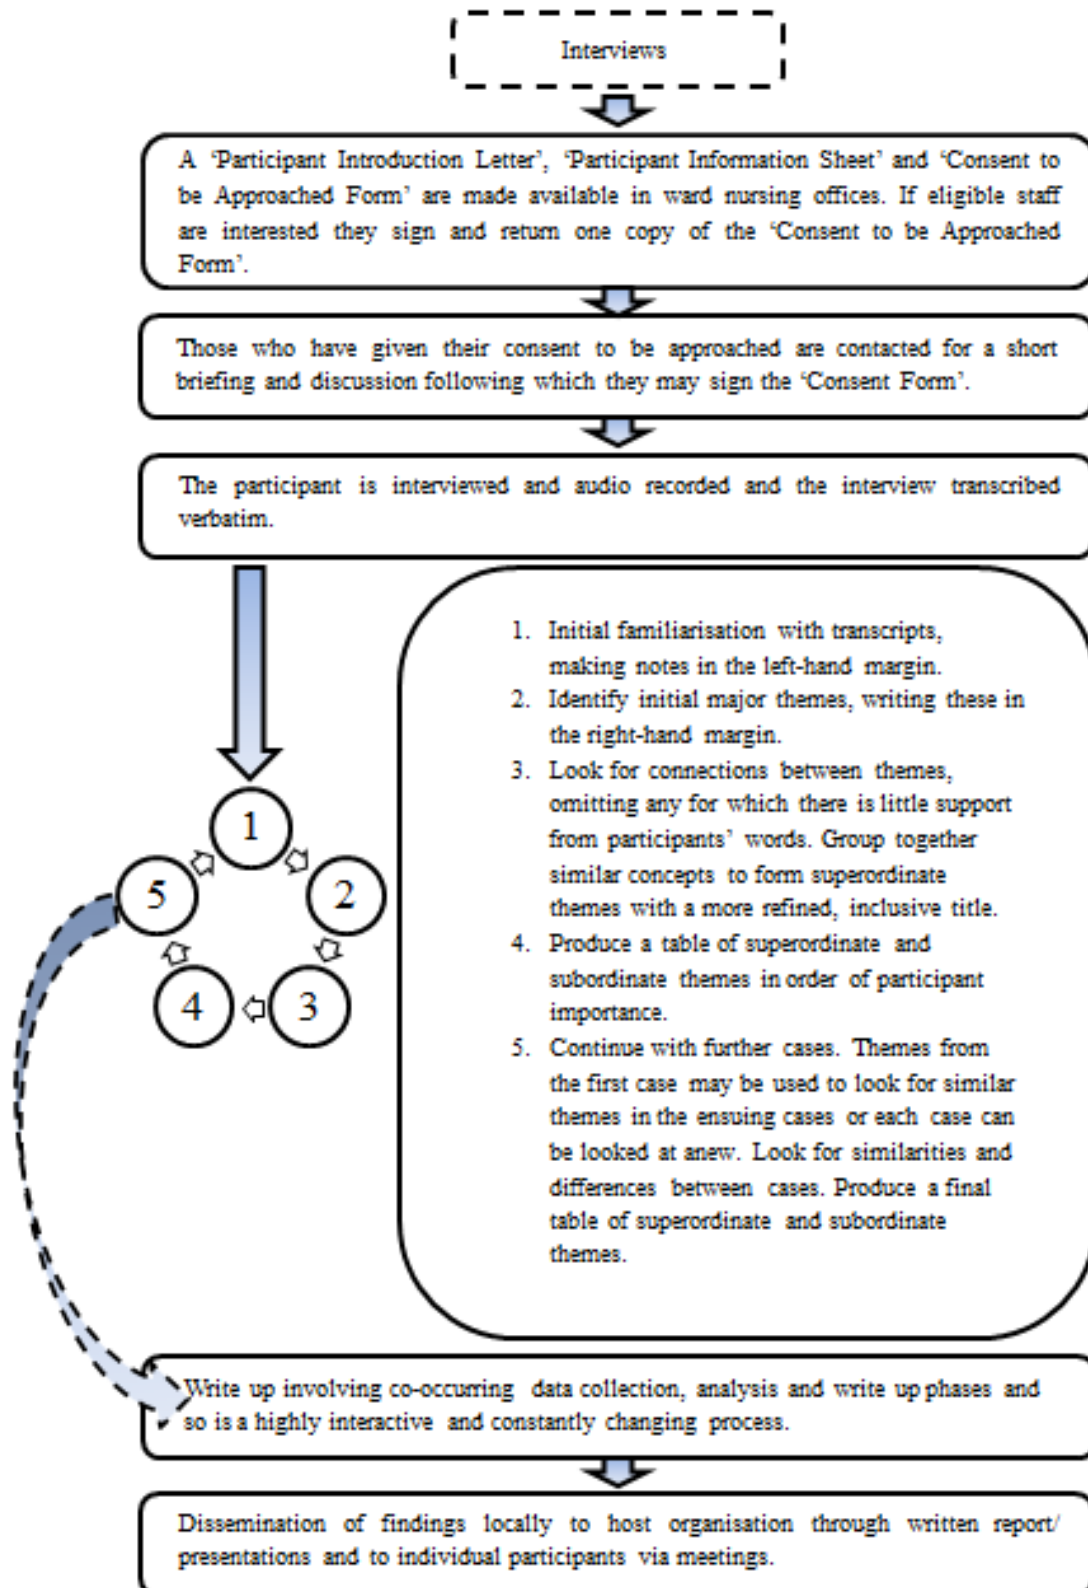 Interviews
A ‘Participant Introduction Letter’, ‘Participant Information Sheet’ and ‘Consent to
be Approached Form’ are made available in ward nursing offices. If eligible staff
are interested they sign and return one copy of the ‘Consent to be Approached
Form’.
Those who have given their consent to be approached are contacted for a short
briefing and discussion following which they may sign the ‘Consent Form’.
The participant is interviewed and audio recorded and the interview transcribed
verbatim.
1
2
3
4
5
1. Initial familiarisation with transcripts,
making notes in the left-hand margin.
2. Identify initial major themes, writing these in
the right-hand margin.
3. Look for connections between themes,
omitting any for which there is little support
from participants’ words. Group together
similar concepts to form superordinate
themes with a more refined, inclusive title.
4. Produce a table of superordinate and
subordinate themes in order of participant
importance.
5. Continue with further cases. Themes from
the first case may be used to look for similar
themes in the ensuing cases or each case can
be looked at anew. Look for similarities and
differences between cases. Produce a final
table of superordinate and subordinate
themes.
Write up involving co-occurring data collection, analysis and write up phases and
so is a highly interactive and constantly changing process.
Dissemination of findings locally to host organisation through written report/
presentations and to individual participants via meetings.